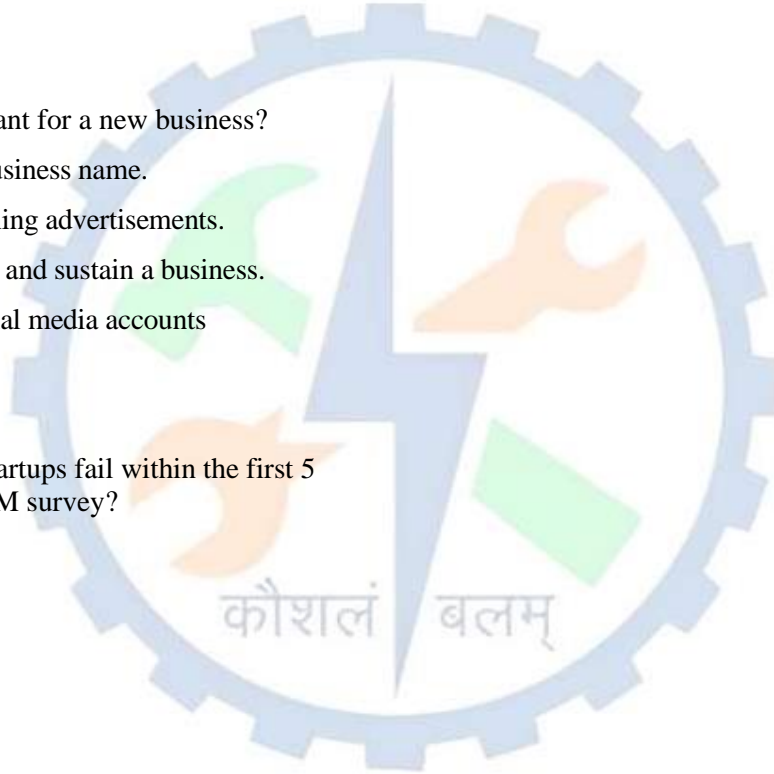 ant for a new business?
usiness name.
ing advertisements.
and sustain a business.
al media accounts
artups fail within the first 5
M survey?
कौशलं बलम्